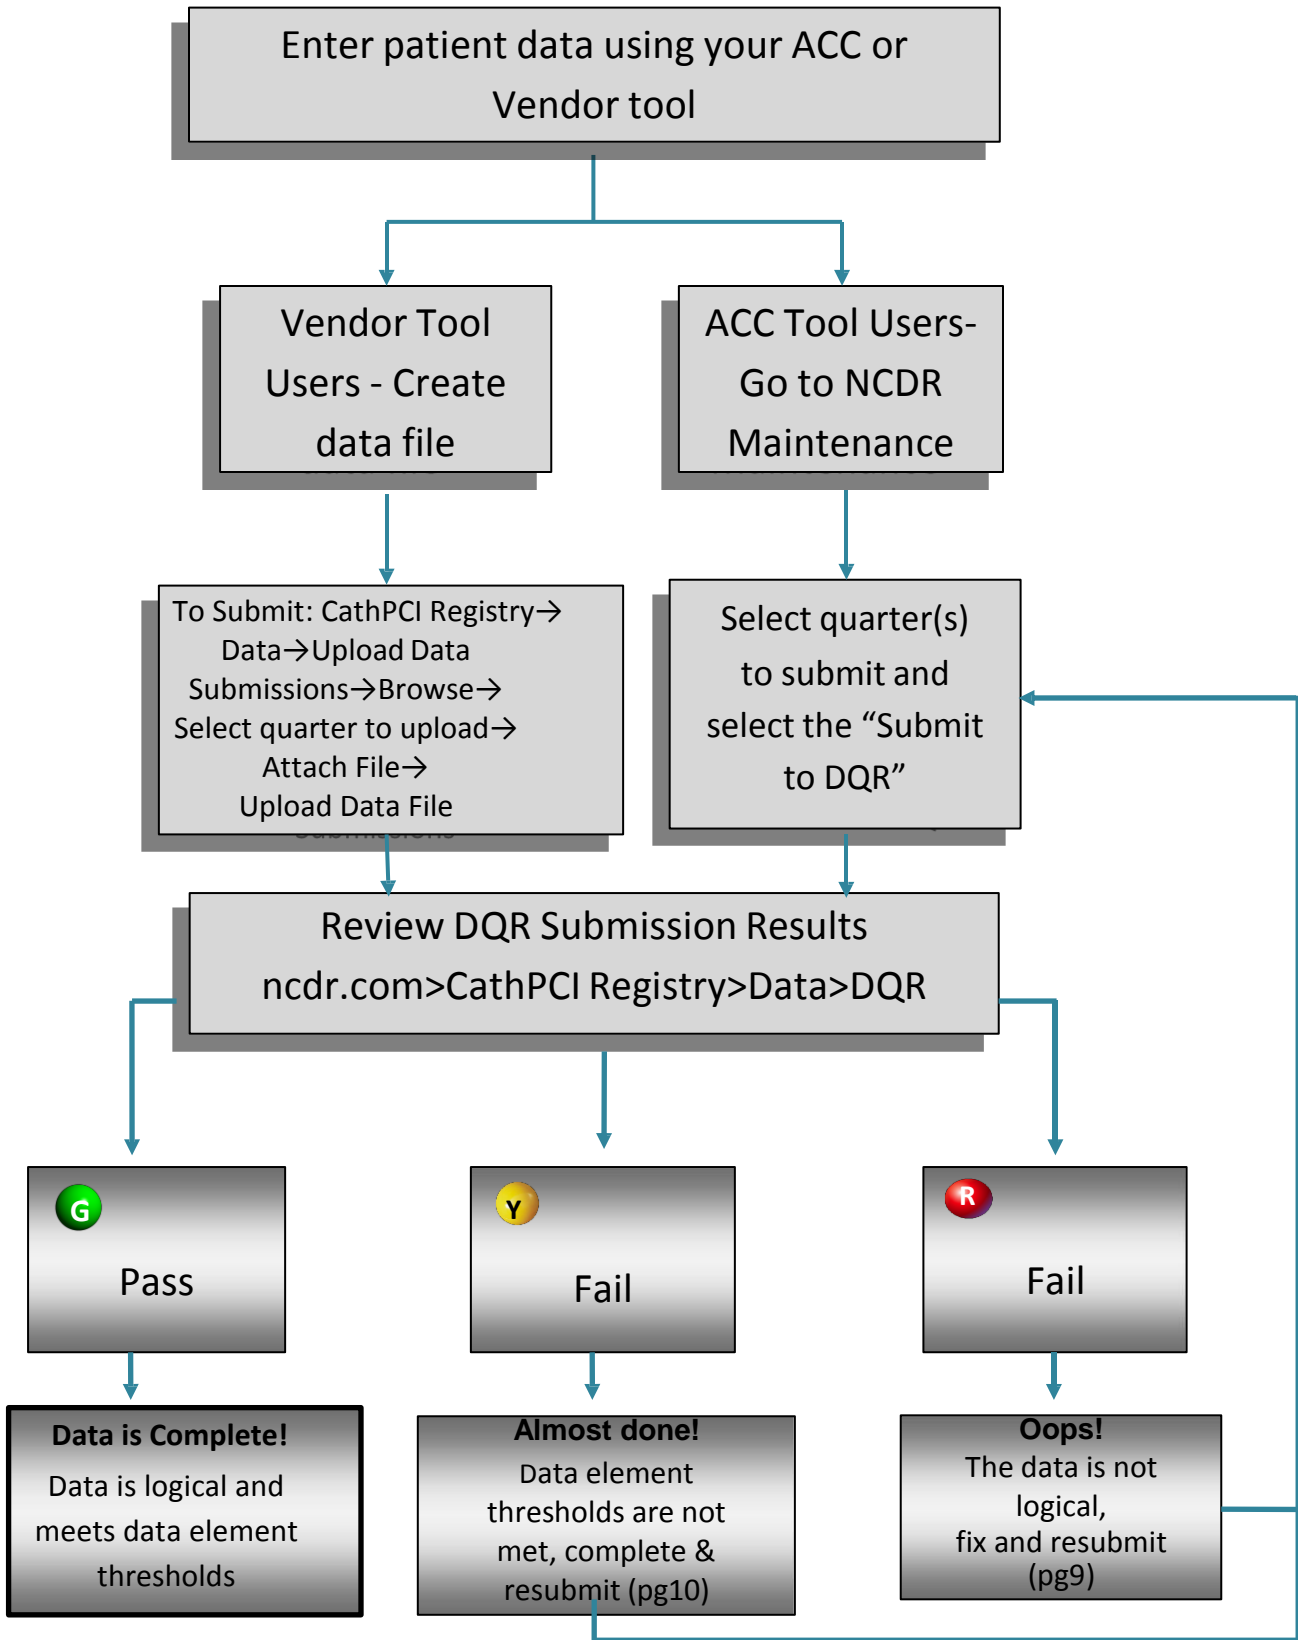 Enter patient data using your ACC or
Vendor tool
Vendor Tool
Users - Create
data file
ACC Tool Users-
Go to NCDR
Maintenance
To Submit: CathPCI Registry→
Data→Upload Data
Submissions→Browse→
Select quarter to upload→
Attach File→
Upload Data File
Select quarter(s)
to submit and
select the “Submit
to DQR”
Review DQR Submission Results
ncdr.com>CathPCI Registry>Data>DQR
G
Pass
Y
Fail
R
Fail
Data is Complete!
Data is logical and
meets data element
thresholds
Almost done!
Data element
thresholds are not
met, complete &
resubmit (pg10)
Oops!
The data is not
logical,
fix and resubmit
(pg9)